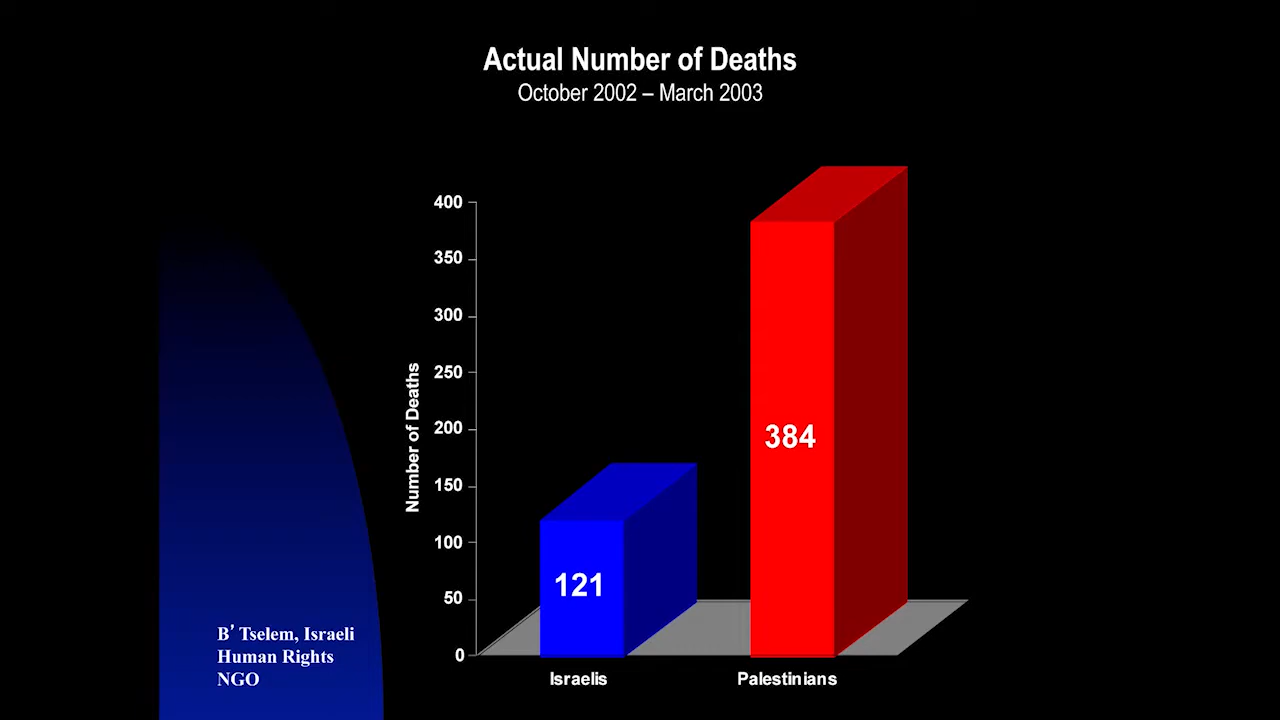 Actual Number of Deaths
October 2002 – March 2003
Number of Deaths
400
350
300
250
200
150
100
50
0
121
384
Israelis
Palestinians
B’Tselem, Israeli
Human Rights
NGO